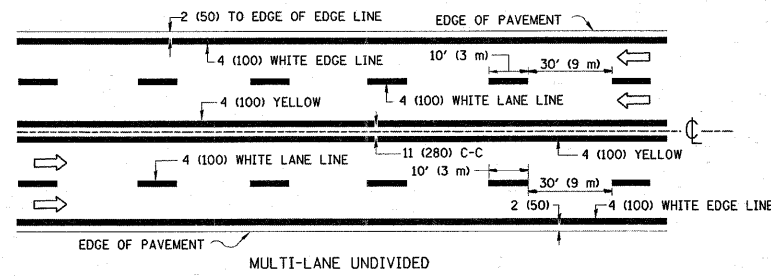 2 (50) TO EDGE OF EDGE LINE
EDGE OF PAVEMENT
4 (100) WHITE EDGE LINE
10' (3 m)
30' (9 m)
4 (100) YELLOW
4 (100) WHITE LANE LINE
℄
4 (100) WHITE LANE LINE
11 (280) C-C
4 (100) YELLOW
10' (3 m)
30' (9 m)
2 (50)
4 (100) WHITE EDGE LINE
EDGE OF PAVEMENT
MULTI-LANE UNDIVIDED